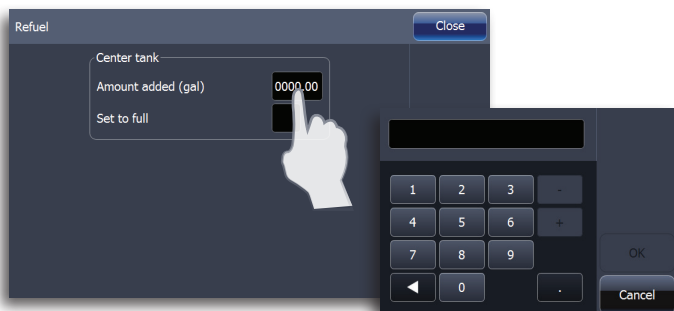 Refuel Close
Center tank
Amount added (gal) 0000.00
Set to full
1 2 3 -
4 5 6 +
7 8 9
OK
0 .
Cancel